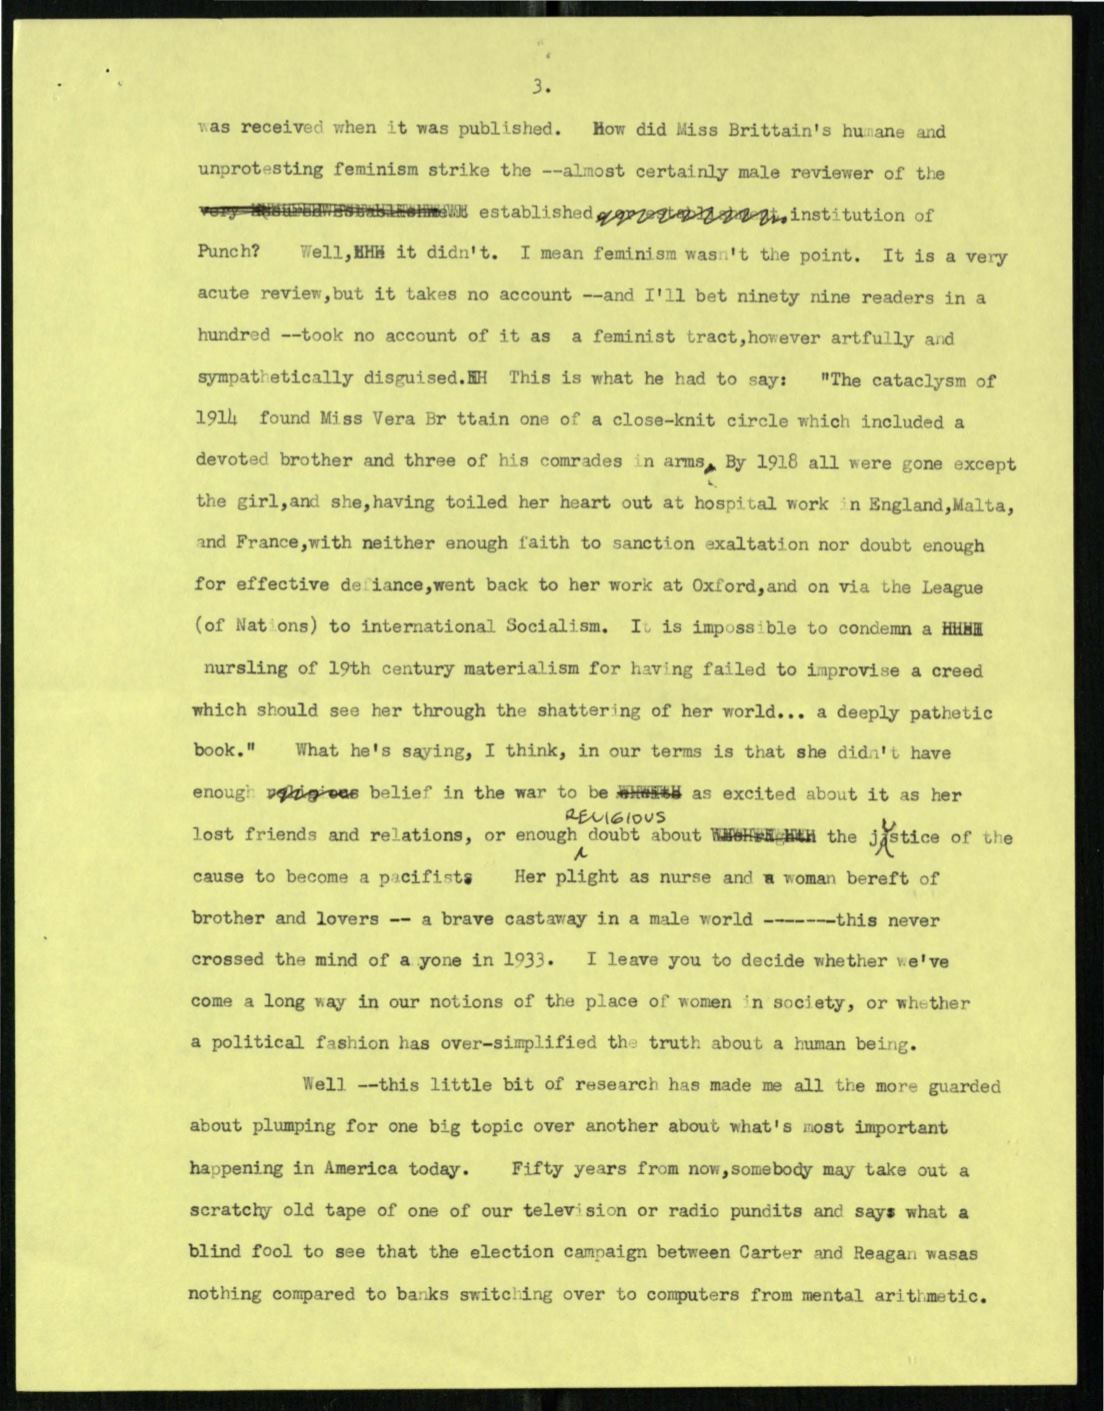 3.
was received when it was published. How did Miss Brittain's humane and
unprotesting feminism strike the --almost certainly male reviewer of the
established institution of
Punch? Well, it didn't. I mean feminism wasn't the point. It is a very
acute review,but it takes no account --and I'll bet ninety nine readers in a
hundred --took no account of it as a feminist tract,however artfully and
sympathetically disguised. This is what he had to say: "The cataclysm of
1914 found Miss Vera Br ttain one of a close-knit circle which included a
devoted brother and three of his comrades in arms. By 1918 all were gone except
the girl,and she,having toiled her heart out at hospital work in England,Malta,
and France,with neither enough faith to sanction exaltation nor doubt enough
for effective defiance,went back to her work at Oxford,and on via the League
(of Nations) to international Socialism. It is impossible to condemn a
nursling of 19th century materialism for having failed to improvise a creed
which should see her through the shattering of her world... a deeply pathetic
book." What he's saying, I think, in our terms is that she didn't have
enough religious belief in the war to be as excited about it as her
RELIGIOUS
lost friends and relations, or enough doubt about the justice of the
cause to become a pacifist. Her plight as nurse and a woman bereft of
brother and lovers -- a brave castaway in a male world -------this never
crossed the mind of a yone in 1933. I leave you to decide whether we've
come a long way in our notions of the place of women in society, or whether
a political fashion has over-simplified the truth about a human being.
Well --this little bit of research has made me all the more guarded
about plumping for one big topic over another about what's most important
happening in America today. Fifty years from now,somebody may take out a
scratchy old tape of one of our television or radio pundits and says what a
blind fool to see that the election campaign between Carter and Reagan wasas
nothing compared to banks switching over to computers from mental arithmetic.